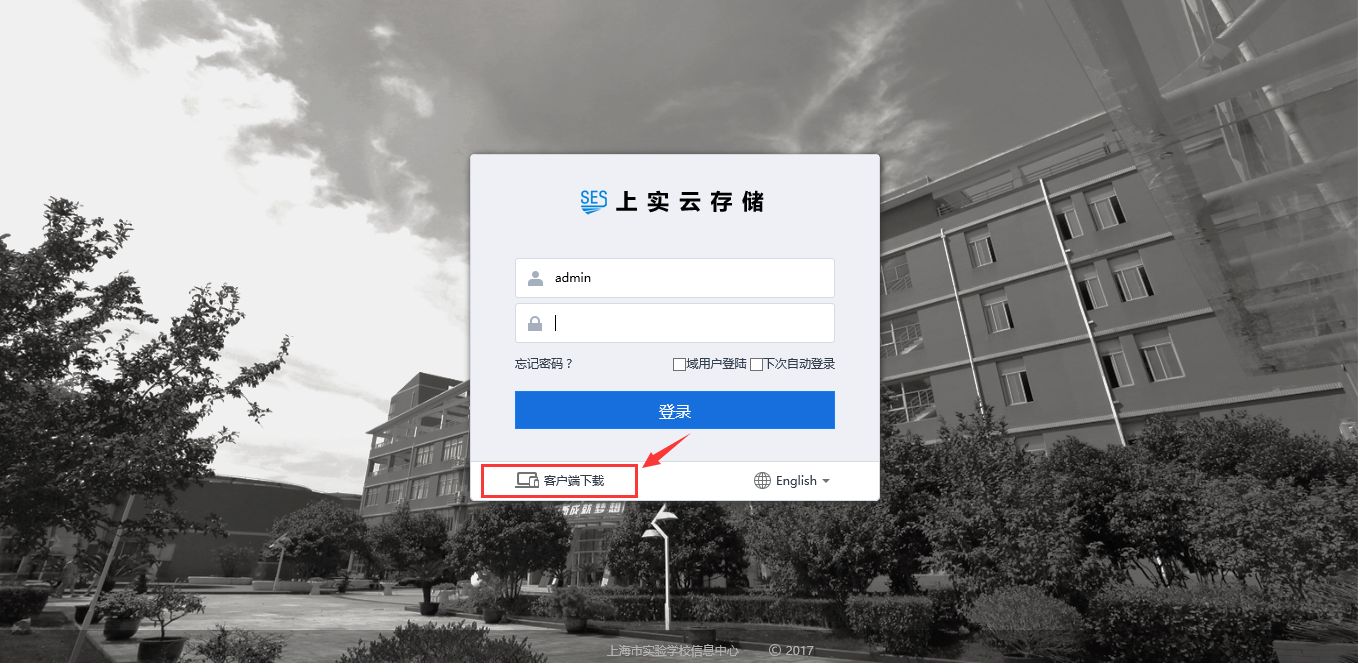 SES 上实云存储
admin
忘记密码？ 域用户登陆 下次自动登录
登录
客户端下载 English
上海市实验学校信息中心 © 2017